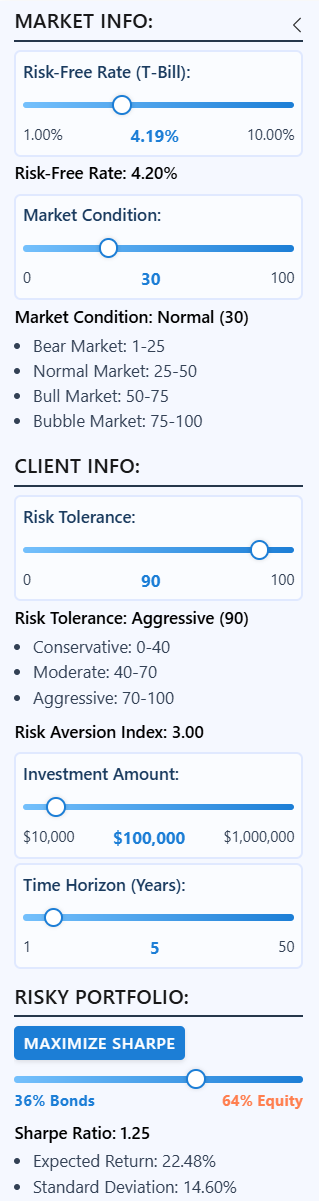 MARKET INFO:
Risk-Free Rate (T-Bill):
1.00% 4.19% 10.00%
Risk-Free Rate: 4.20%
Market Condition:
0 30 100
Market Condition: Normal (30)
• Bear Market: 1-25
• Normal Market: 25-50
• Bull Market: 50-75
• Bubble Market: 75-100
CLIENT INFO:
Risk Tolerance:
0 90 100
Risk Tolerance: Aggressive (90)
• Conservative: 0-40
• Moderate: 40-70
• Aggressive: 70-100
Risk Aversion Index: 3.00
Investment Amount:
$10,000 $100,000 $1,000,000
Time Horizon (Years):
1 5 50
RISKY PORTFOLIO:
MAXIMIZE SHARPE
36% Bonds 64% Equity
Sharpe Ratio: 1.25
• Expected Return: 22.48%
• Standard Deviation: 14.60%